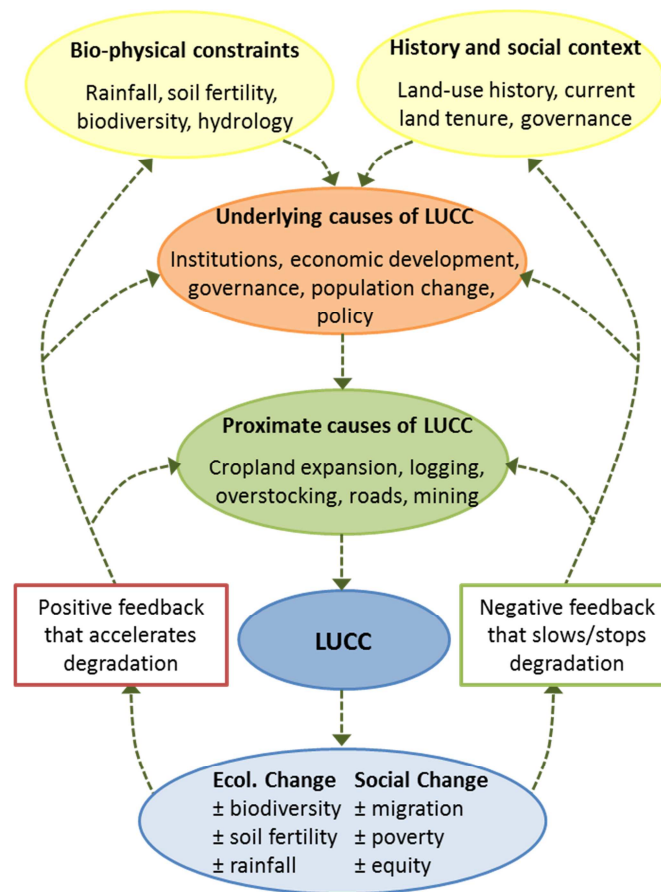 Bio-physical constraints
Rainfall, soil fertility,
biodiversity, hydrology
History and social context
Land-use history, current
land tenure, governance
Underlying causes of LUCC
Institutions, economic development,
governance, population change,
policy
Proximate causes of LUCC
Cropland expansion, logging,
overstocking, roads, mining
Positive feedback
that accelerates
degradation
LUCC
Negative feedback
that slows/stops
degradation
Ecol. Change
± biodiversity
± soil fertility
± rainfall
Social Change
± migration
± poverty
± equity